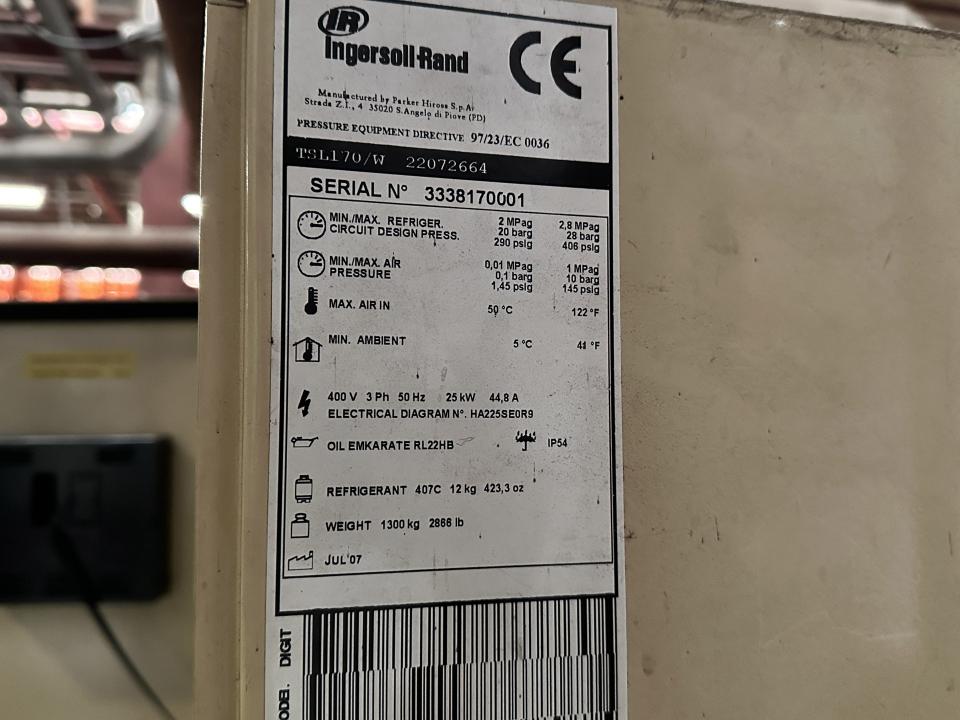 IR
Ingersoll-Rand
CE
Manufactured by Parker Hiross S.p.A.
Strada Z.I., 4 35020 S.Angelo di Piove (PD)
PRESSURE EQUIPMENT DIRECTIVE 97/23/EC 0036
TSL170/W 22072664
SERIAL N° 3338170001
MIN./MAX. REFRIGER. 2 MPag 2,8 MPag
CIRCUIT DESIGN PRESS. 20 barg 28 barg
290 psig 406 psig
MIN./MAX. AIR 0,01 MPag 1 MPag
PRESSURE 0,1 barg 10 barg
1,45 psig 145 psig
MAX. AIR IN 50 °C 122 °F
MIN. AMBIENT 5 °C 41 °F
400 V 3 Ph 50 Hz 25 kW 44,8 A
ELECTRICAL DIAGRAM N°. HA225SE0R9
OIL EMKARATE RL22HB IP54
REFRIGERANT 407C 12 kg 423,3 oz
WEIGHT 1300 kg 2866 lb
JUL'07
DIGIT